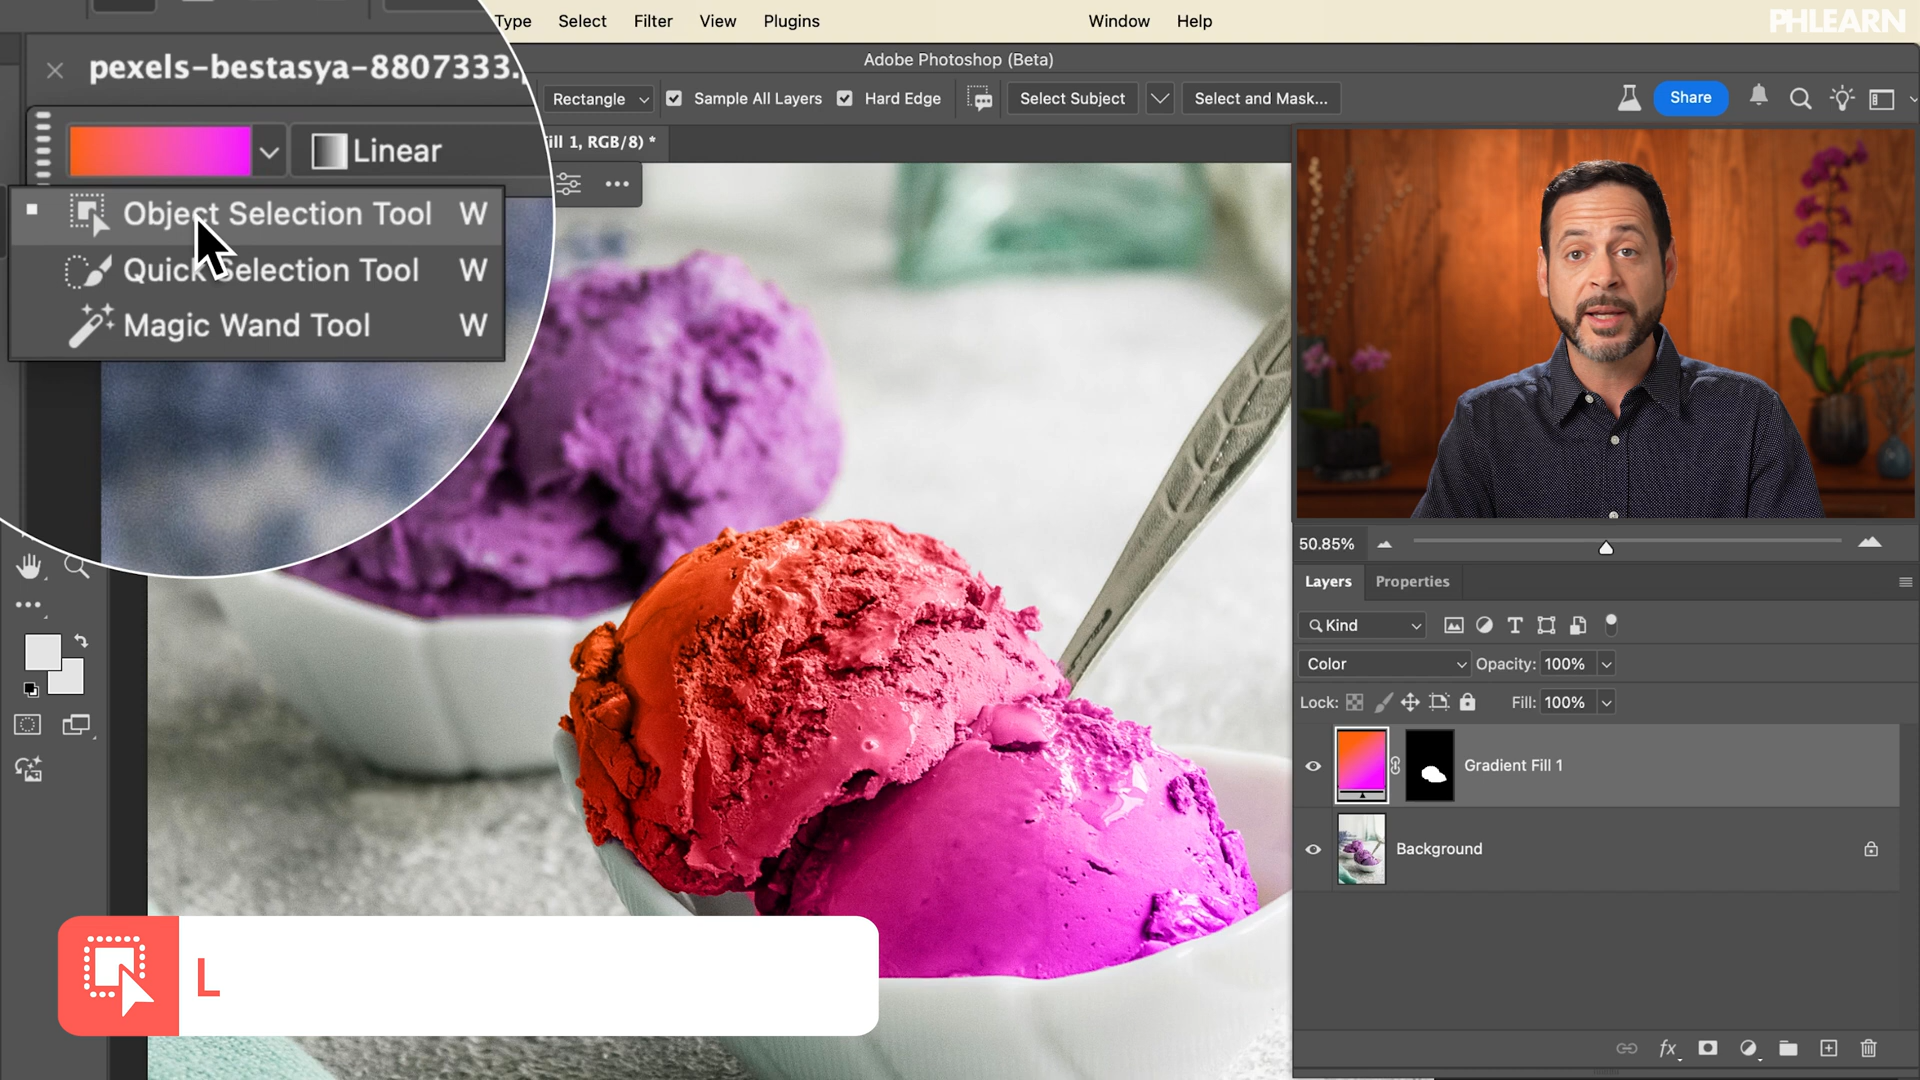 Type Select Filter View Plugins Window Help
PHLEARN
Adobe Photoshop (Beta)
pexels-bestasya-8807333.
Rectangle Sample All Layers Hard Edge Select Subject Select and Mask... Share
ill 1, RGB/8) *
Linear
Object Selection Tool W
Quick Selection Tool W
Magic Wand Tool W
50.85%
Layers Properties
Kind
Color Opacity: 100%
Lock: Fill: 100%
Gradient Fill 1
Background
L
fx